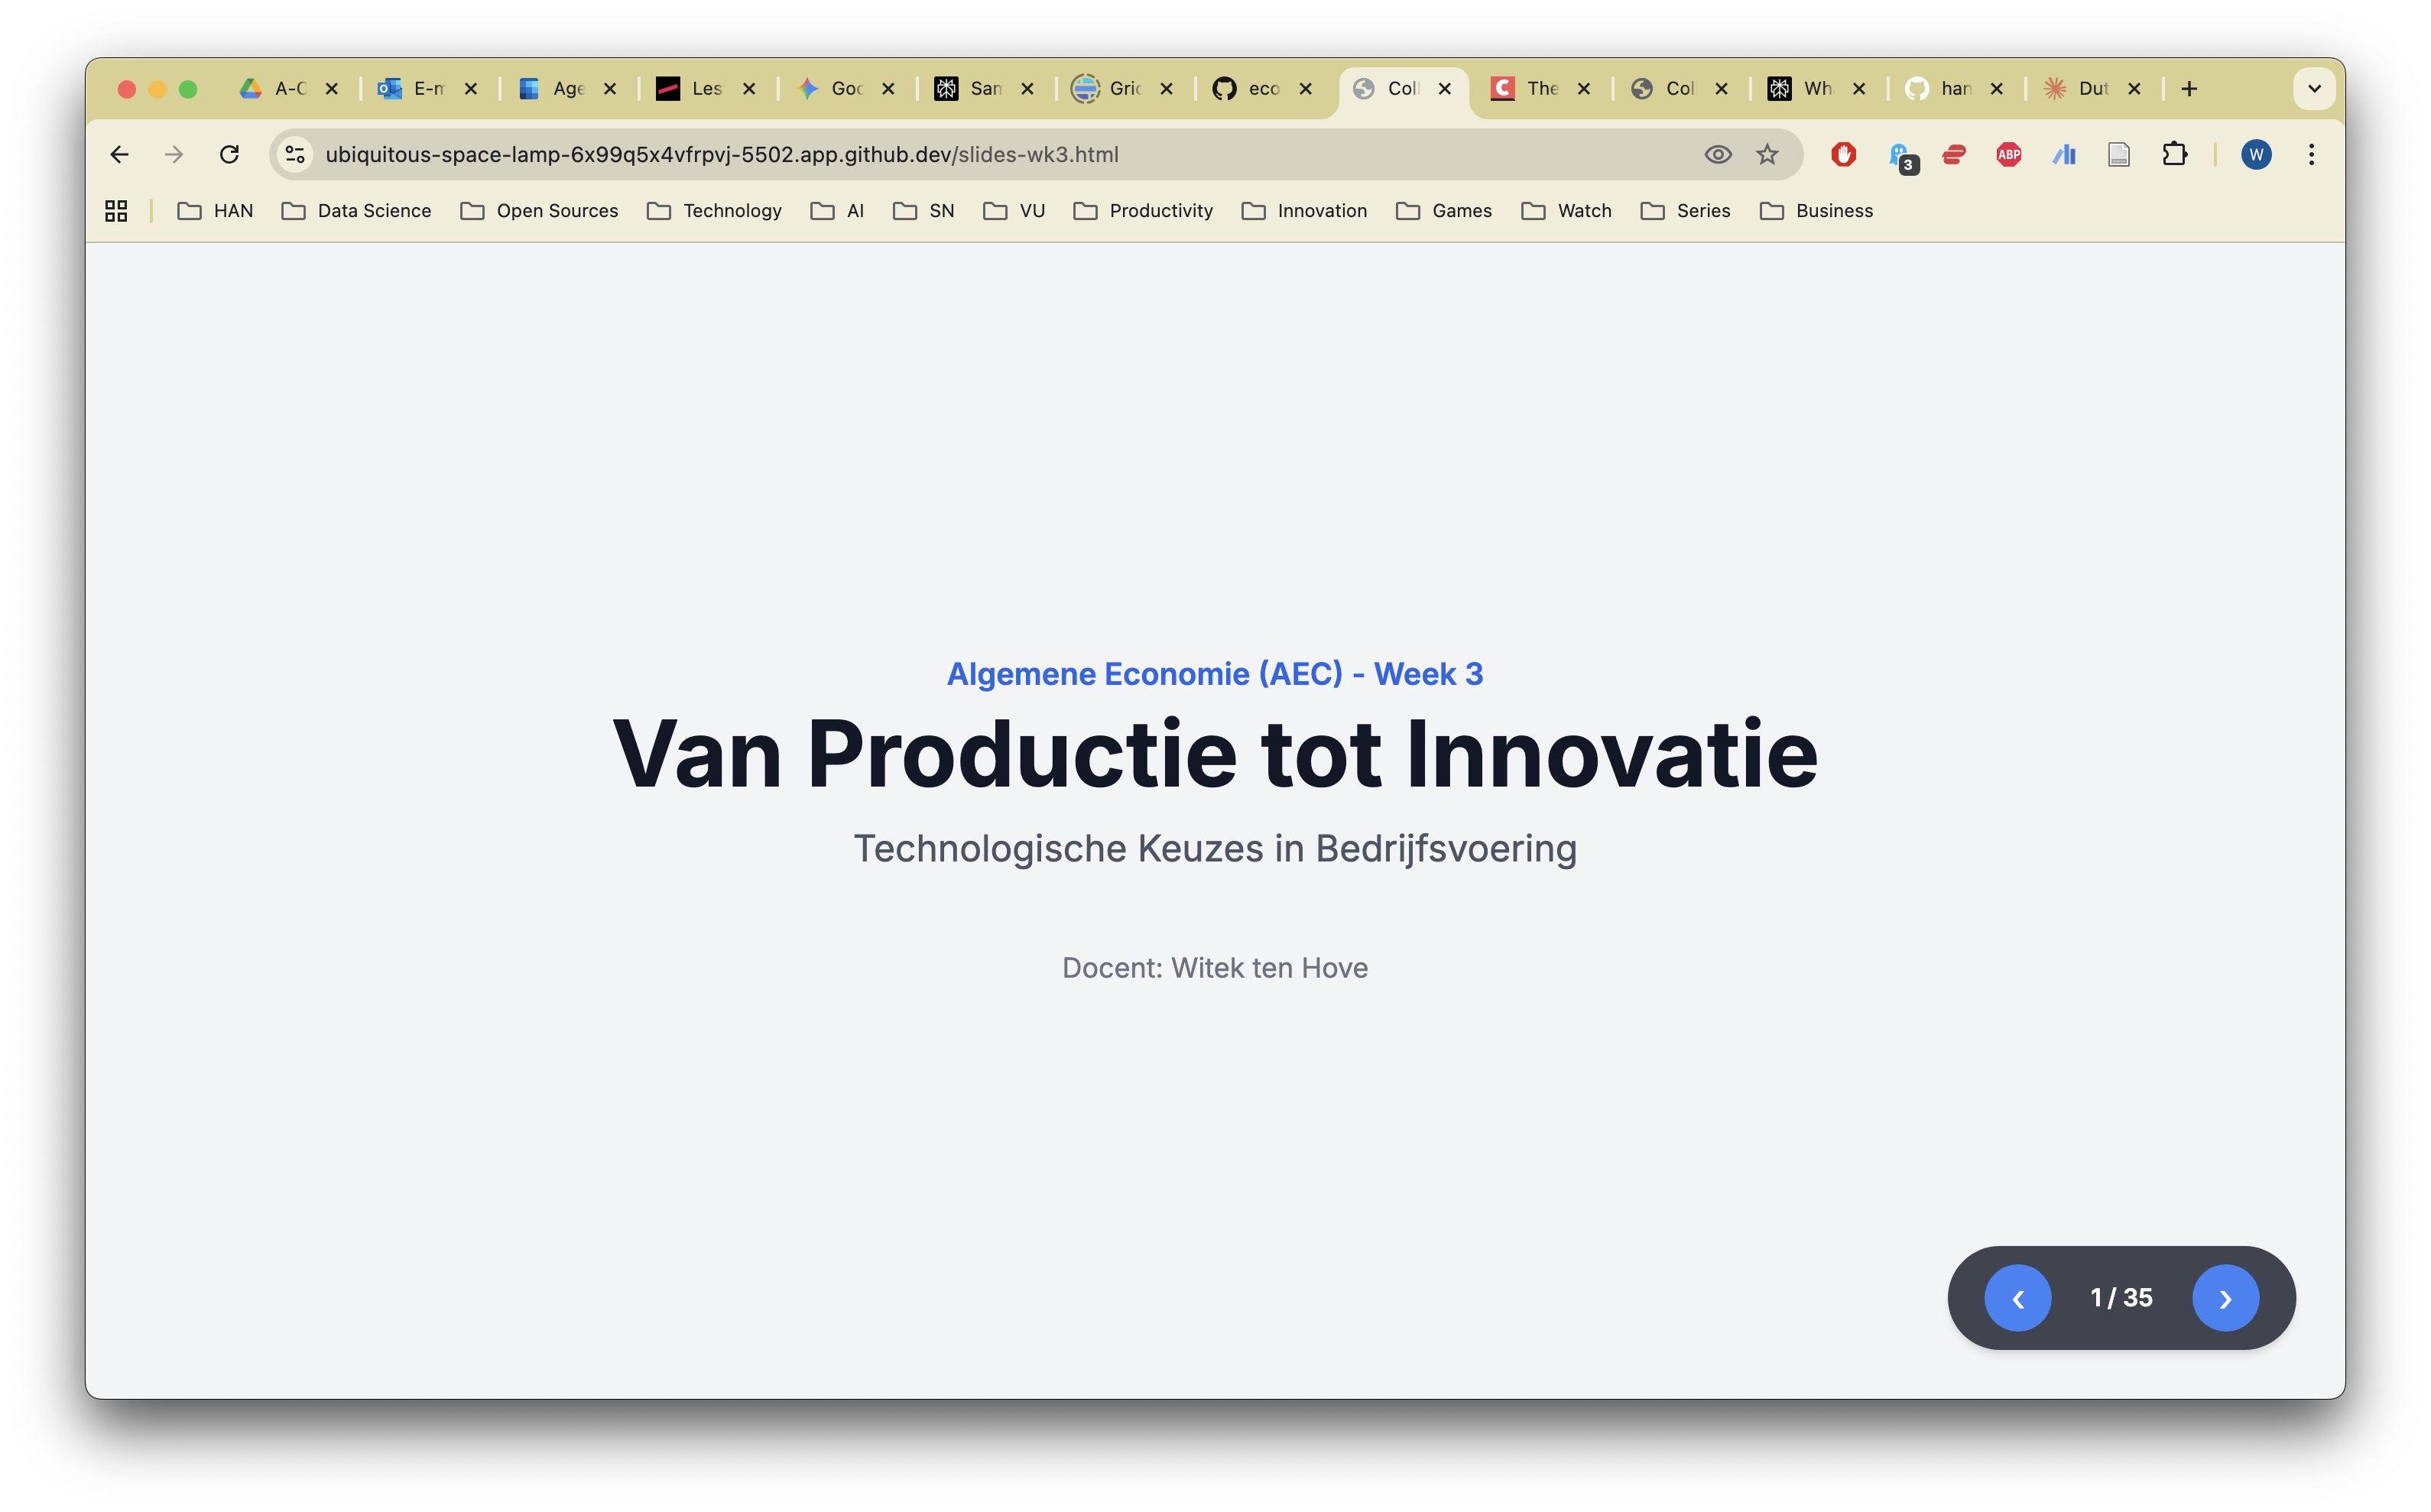 A-C
E-m
Age
Les
Goo
San
Gric
eco
Coll
The
Col
Wh
han
Dut
ubiquitous-space-lamp-6x99q5x4vfrpvj-5502.app.github.dev/slides-wk3.html
3
ABP
W
HAN
Data Science
Open Sources
Technology
AI
SN
VU
Productivity
Innovation
Games
Watch
Series
Business
Algemene Economie (AEC) - Week 3
Van Productie tot Innovatie
Technologische Keuzes in Bedrijfsvoering
Docent: Witek ten Hove
1 / 35